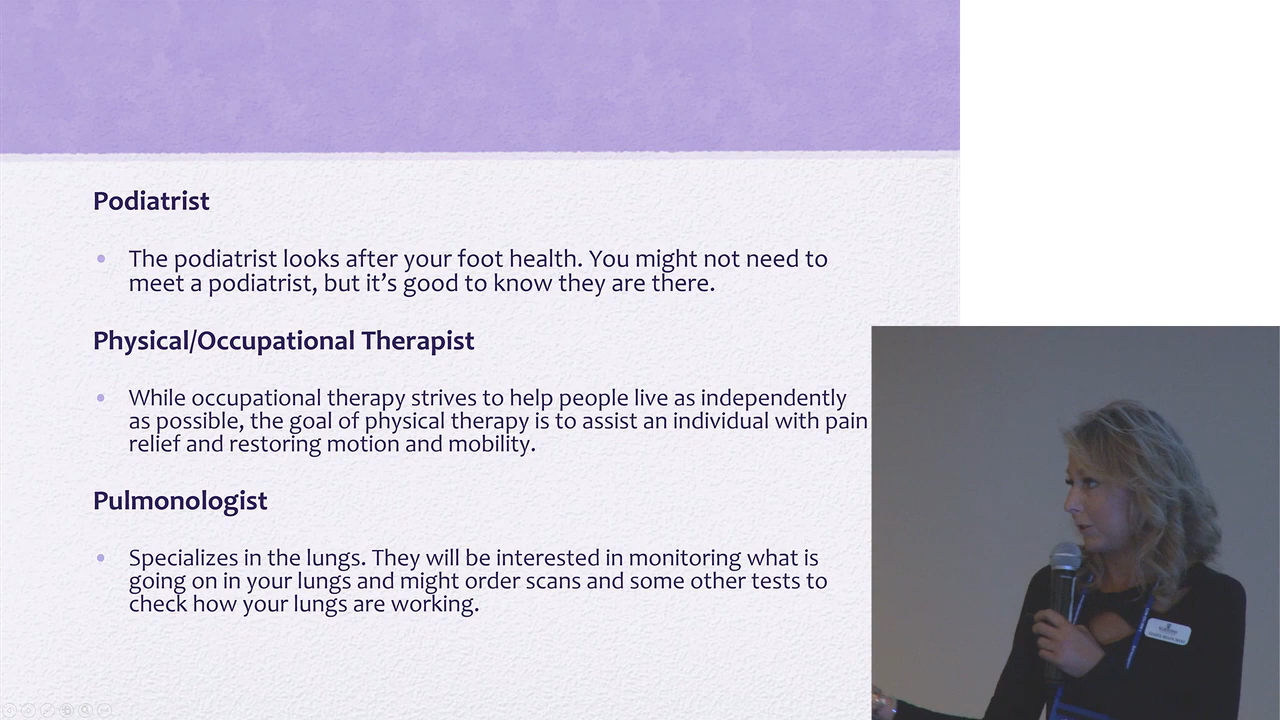 Podiatrist
The podiatrist looks after your foot health. You might not need to
meet a podiatrist, but it’s good to know they are there.
Physical/Occupational Therapist
While occupational therapy strives to help people live as independently
as possible, the goal of physical therapy is to assist an individual with pain
relief and restoring motion and mobility.
Pulmonologist
Specializes in the lungs. They will be interested in monitoring what is
going on in your lungs and might order scans and some other tests to
check how your lungs are working.